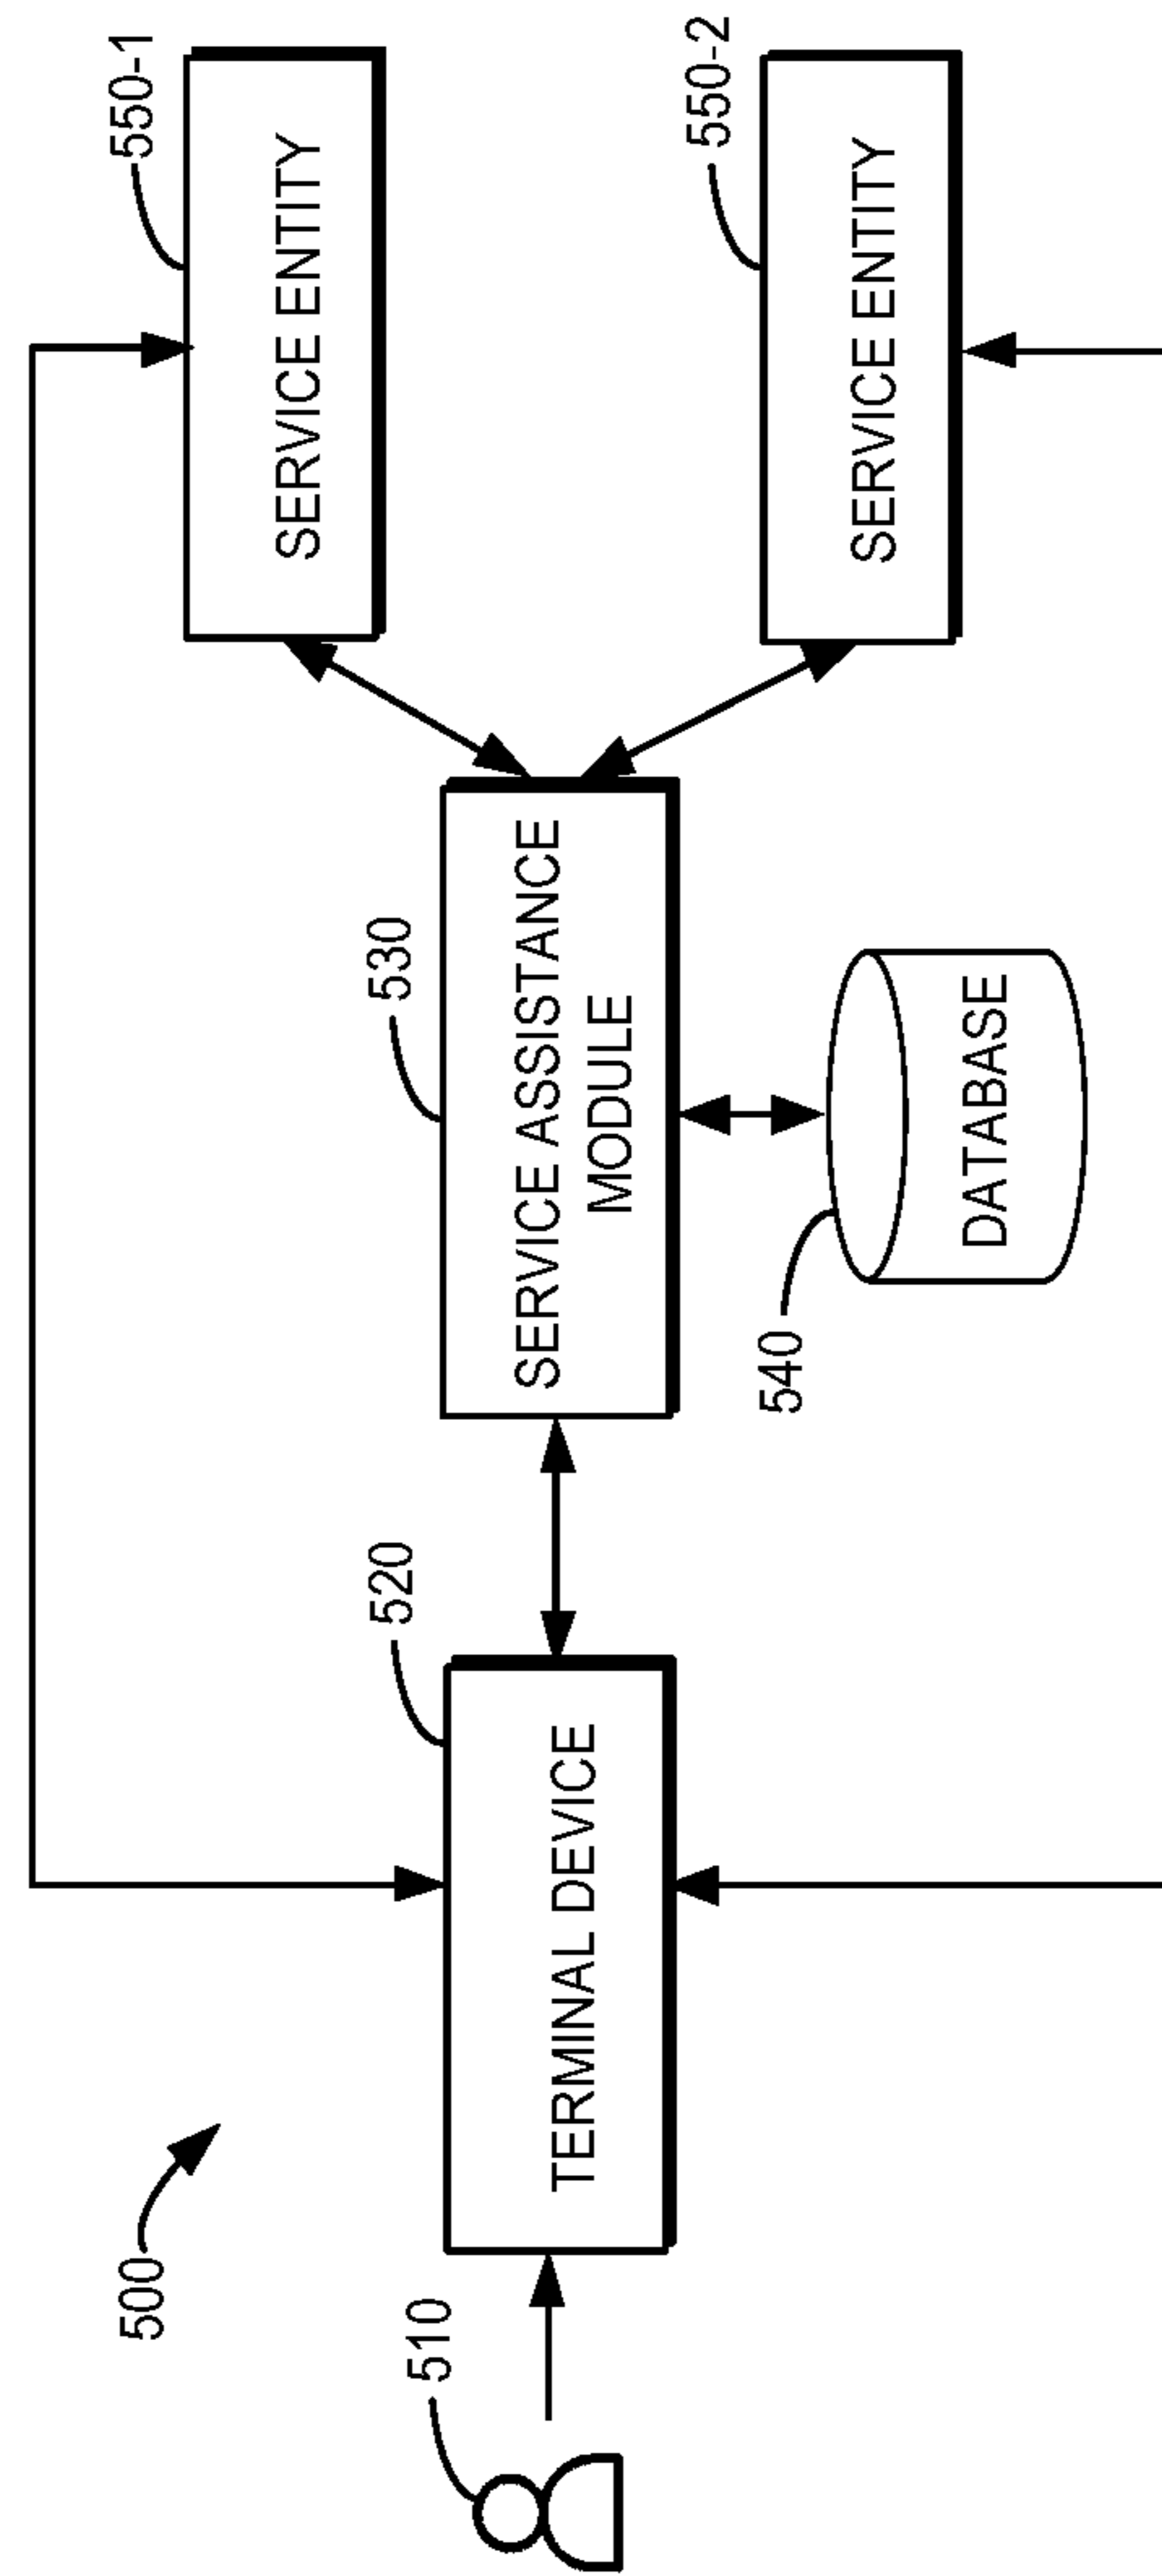 500
510
520
TERMINAL DEVICE
530
SERVICE ASSISTANCE
MODULE
540
DATABASE
550-1
SERVICE ENTITY
550-2
SERVICE ENTITY